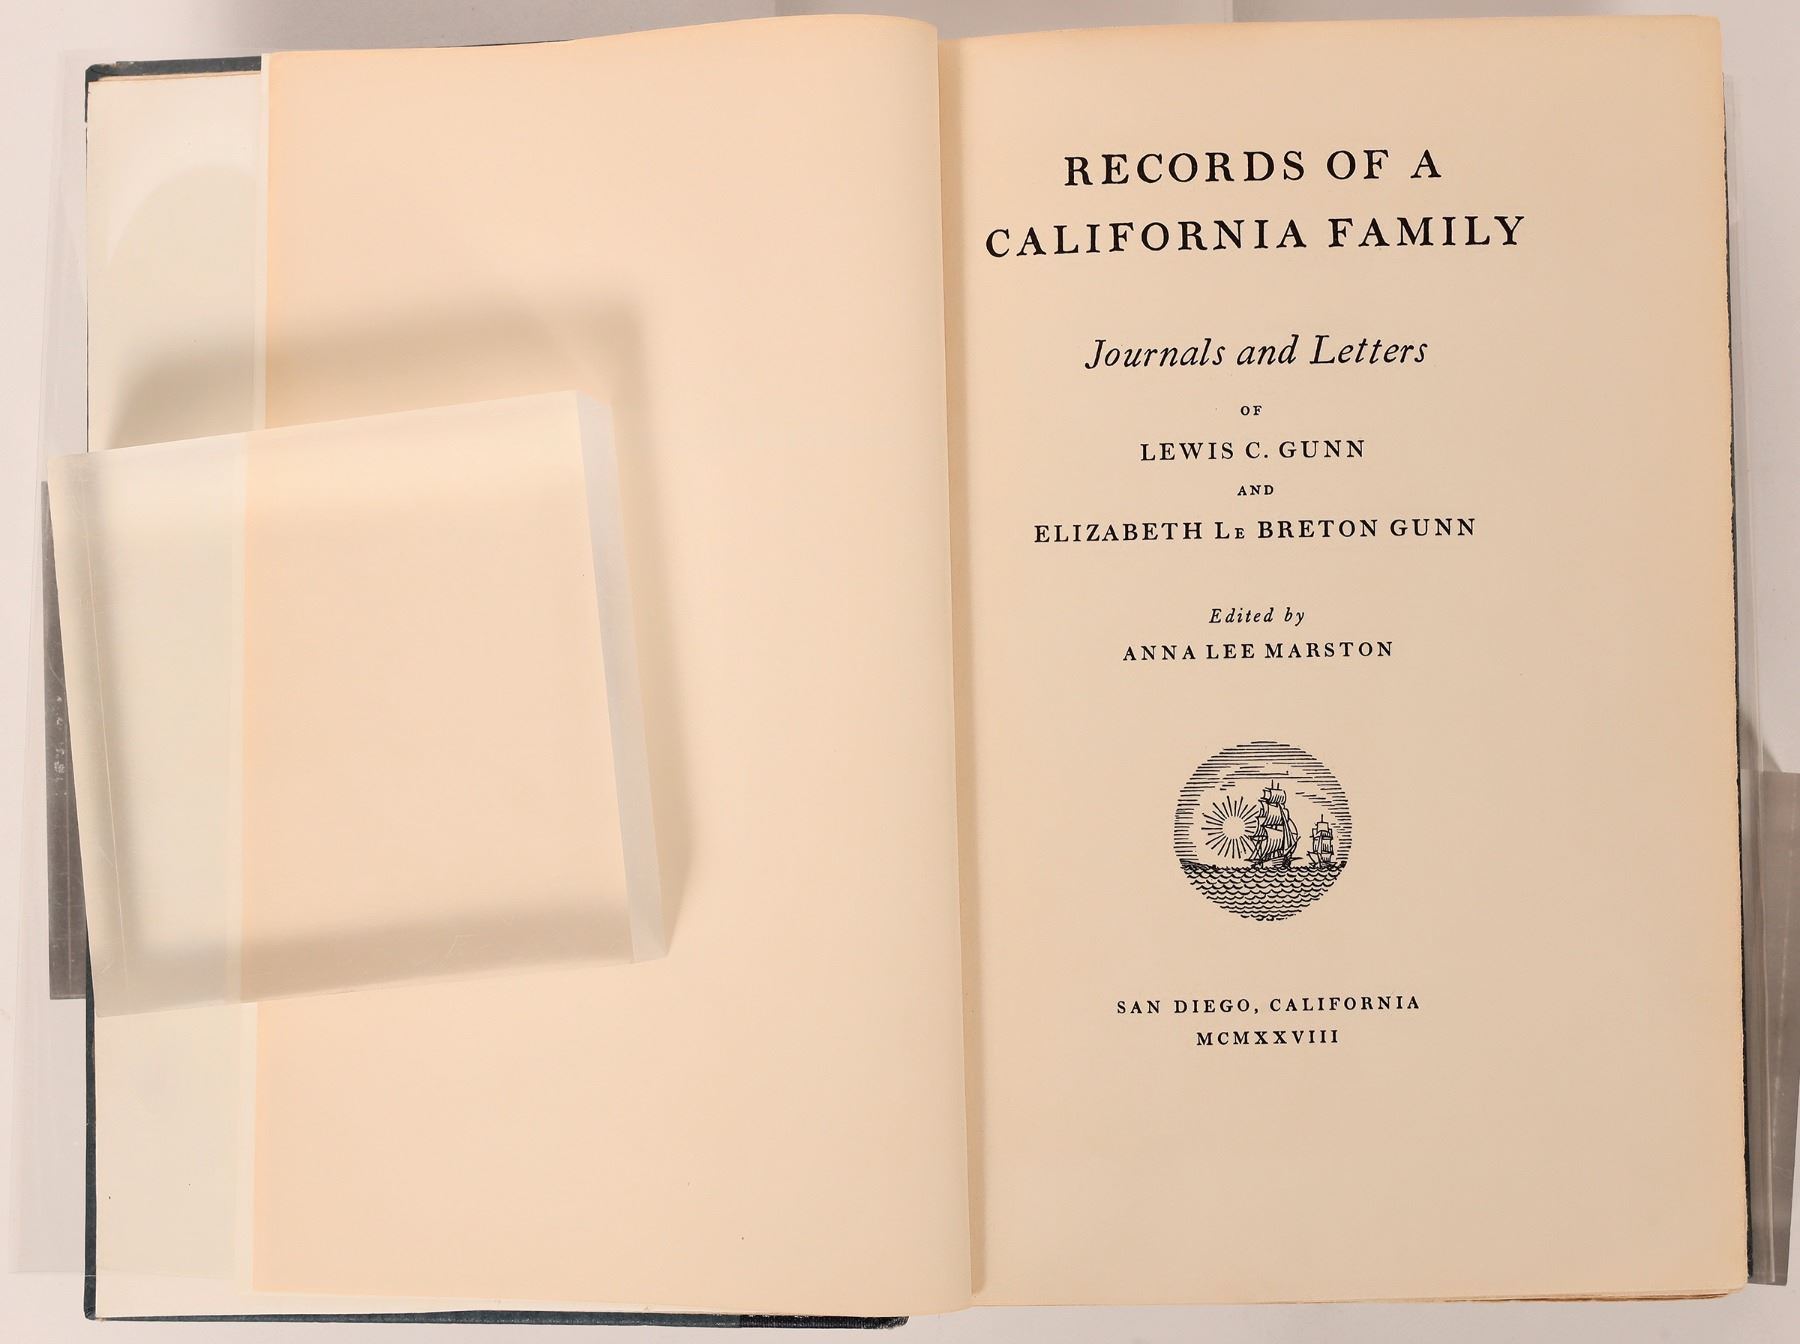 RECORDS OF A
CALIFORNIA FAMILY
Journals and Letters
OF
LEWIS C. GUNN
AND
ELIZABETH LE BRETON GUNN
Edited by
ANNA LEE MARSTON
SAN DIEGO, CALIFORNIA
MCMXXVIII